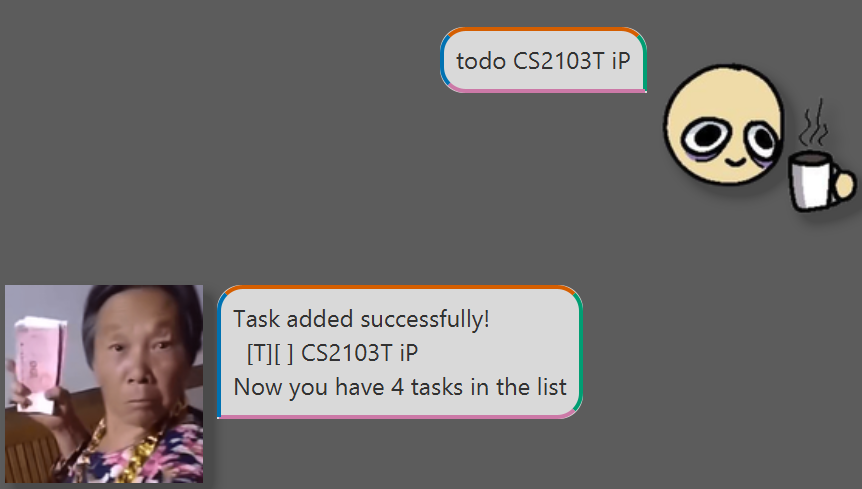 todo CS2103T iP
Task added successfully!
[T][ ] CS2103T iP
Now you have 4 tasks in the list